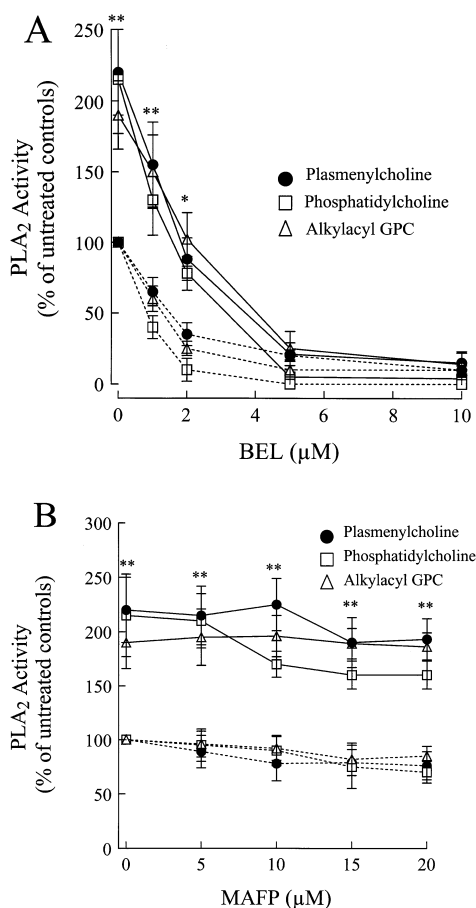 A
PLA2 Activity
(% of untreated controls)
250
200
150
100
50
0
**
**
*
Plasmenylcholine
Phosphatidylcholine
Alkylacyl GPC
0 2 4 6 8 10
BEL (µM)
B
PLA2 Activity
(% of untreated controls)
300
250
200
150
100
50
0
** ** ** ** **
Plasmenylcholine
Phosphatidylcholine
Alkylacyl GPC
0 5 10 15 20
MAFP (µM)